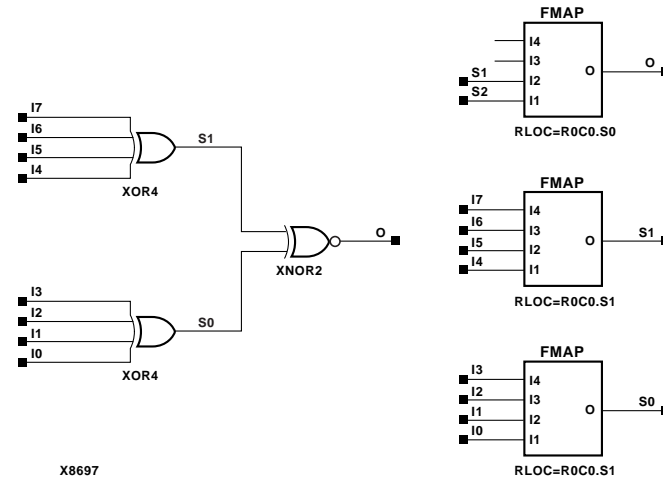 I7
I6
I5
I4
XOR4
S1
I3
I2
I1
I0
XOR4
S0
XNOR2
O
X8697
FMAP
I4
I3
S1 I2
S2 I1
O O
RLOC=R0C0.S0
FMAP
I7 I4
I6 I3
I5 I2
I4 I1
O S1
RLOC=R0C0.S1
FMAP
I3 I4
I2 I3
I1 I2
I0 I1
O S0
RLOC=R0C0.S1